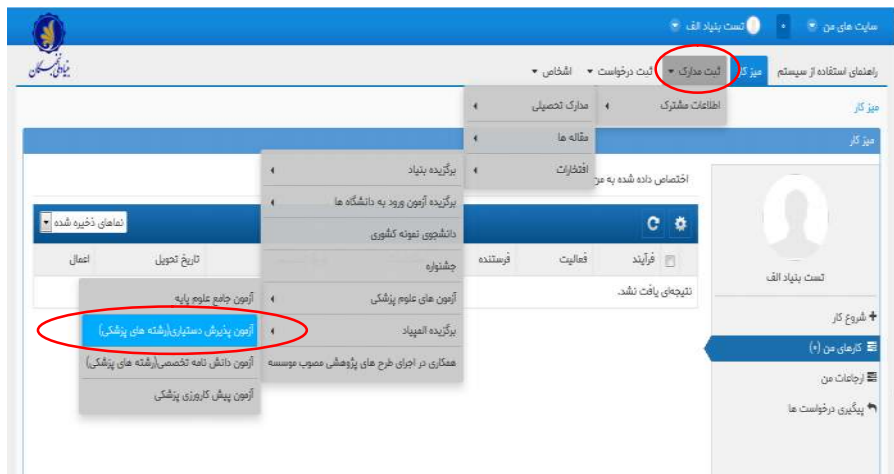 سایت های من
۰
تست بنیاد الف
بنیاد ملی نخبگان
راهنمای استفاده از سیستم
میز کار
ثبت مدارک
ثبت درخواست
اشخاص
اطلاعات مشترک
مدارک تحصیلی
مقاله ها
افتخارات
میز کار
میز کار
اختصاص داده شده به من
برگزیده بنیاد
برگزیده آزمون ورود به دانشگاه ها
دانشجوی نمونه کشوری
جشنواره
آزمون های علوم پزشکی
برگزیده المپیاد
همکاری در اجرای طرح های پژوهشی مصوب موسسه
نماهای ذخیره شده
فرآیند
فعالیت
فرستنده
تاریخ تحویل
اعمال
نتیجه‌ای یافت نشد.
آزمون جامع علوم پایه
آزمون پذیرش دستیاری(رشته های پزشکی)
آزمون دانش نامه تخصصی(رشته های پزشکی)
آزمون پیش کارورزی پزشکی
تست بنیاد الف
شروع کار
کارهای من (۰)
ارجاعات من
پیگیری درخواست ها